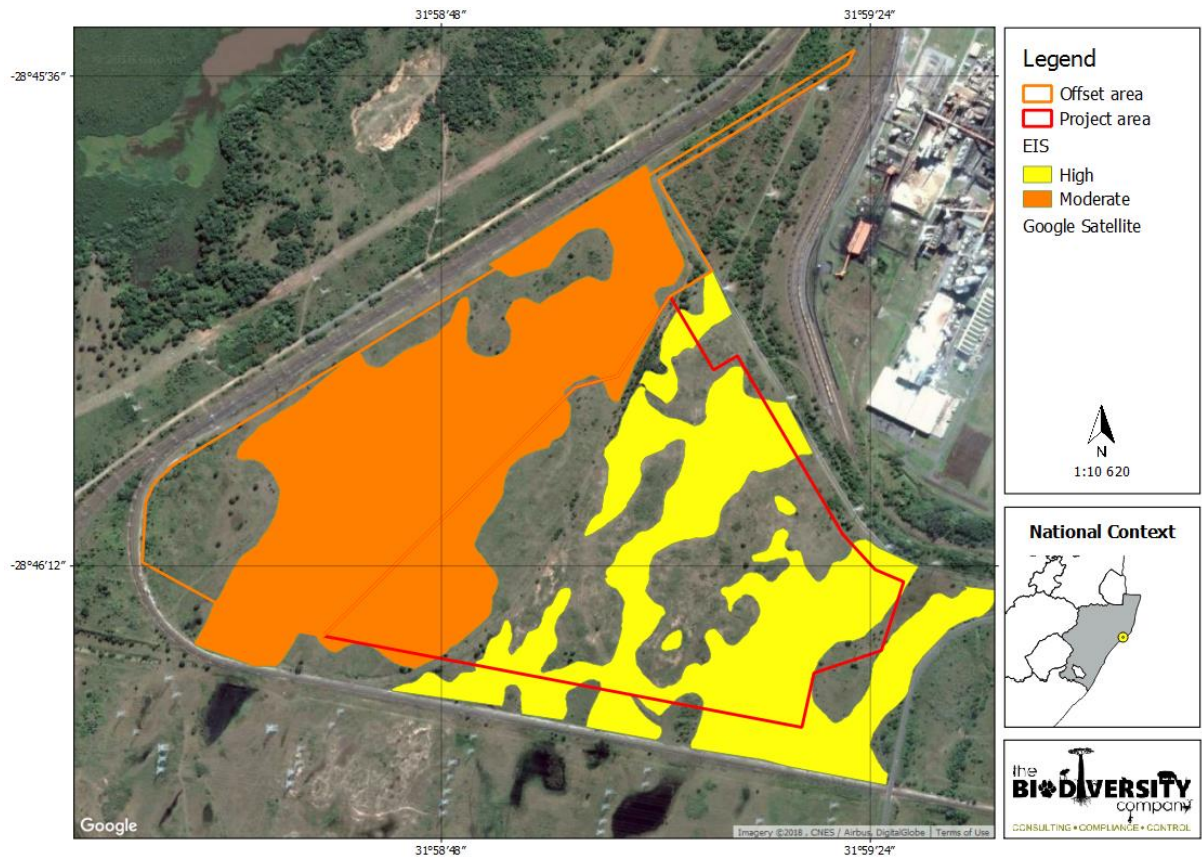 31°58′48″
31°59′24″
-28°45′36″
-28°46′12″
Google
Imagery ©2018 , CNES / Airbus, DigitalGlobe
Terms of Use
31°58′48″
31°59′24″
Legend
Offset area
Project area
EIS
High
Moderate
Google Satellite
N
1:10 620
National Context
the
BIODIVERSITY
company
CONSULTING • COMPLIANCE • CONTROL